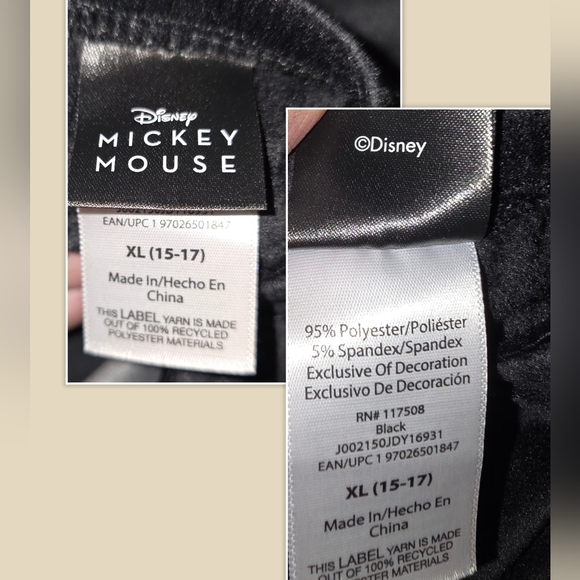 Disney
MICKEY
MOUSE
EAN/UPC 1 97026501847
XL (15-17)
Made In/Hecho En
China
THIS LABEL YARN IS MADE
OUT OF 100% RECYCLED
POLYESTER MATERIALS
©Disney
95% Polyester/Poliéster
5% Spandex/Spandex
Exclusive Of Decoration
Exclusivo De Decoración
RN# 117508
Black
J002150JDY16931
EAN/UPC 1 97026501847
XL (15-17)
Made In/Hecho En
China
THIS LABEL YARN IS MADE
OUT OF 100% RECYCLED
MATERIALS